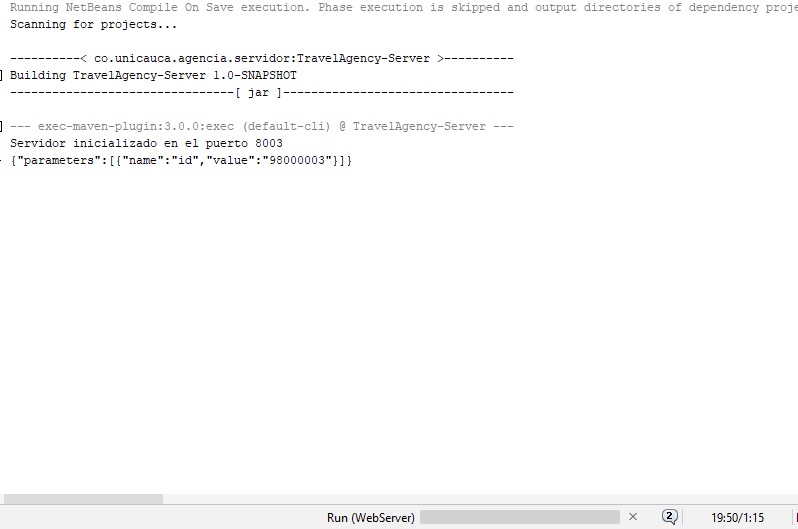 Running NetBeans Compile On Save execution. Phase execution is skipped and output directories of dependency proje
Scanning for projects...
----------< co.unicauca.agencia.servidor:TravelAgency-Server >----------
Building TravelAgency-Server 1.0-SNAPSHOT
--------------------------------[ jar ]---------------------------------
--- exec-maven-plugin:3.0.0:exec (default-cli) @ TravelAgency-Server ---
Servidor inicializado en el puerto 8003
{"parameters":[{"name":"id","value":"98000003"}]}
Run (WebServer) 2 19:50/1:15